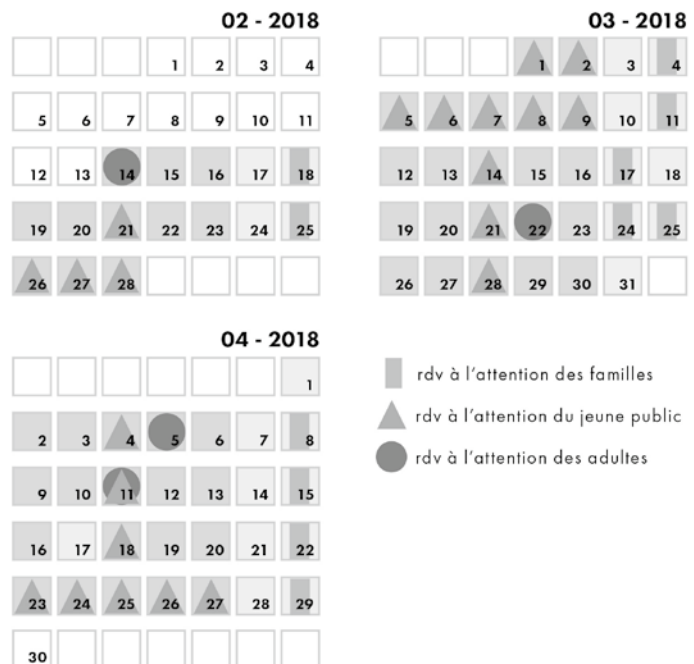 02 - 2018
1 2 3 4
5 6 7 8 9 10 11
12 13 14 15 16 17 18
19 20 21 22 23 24 25
26 27 28
03 - 2018
1 2 3 4
5 6 7 8 9 10 11
12 13 14 15 16 17 18
19 20 21 22 23 24 25
26 27 28 29 30 31
04 - 2018
1
2 3 4 5 6 7 8
9 10 11 12 13 14 15
16 17 18 19 20 21 22
23 24 25 26 27 28 29
30
rdv à l'attention des familles
rdv à l'attention du jeune public
rdv à l'attention des adultes